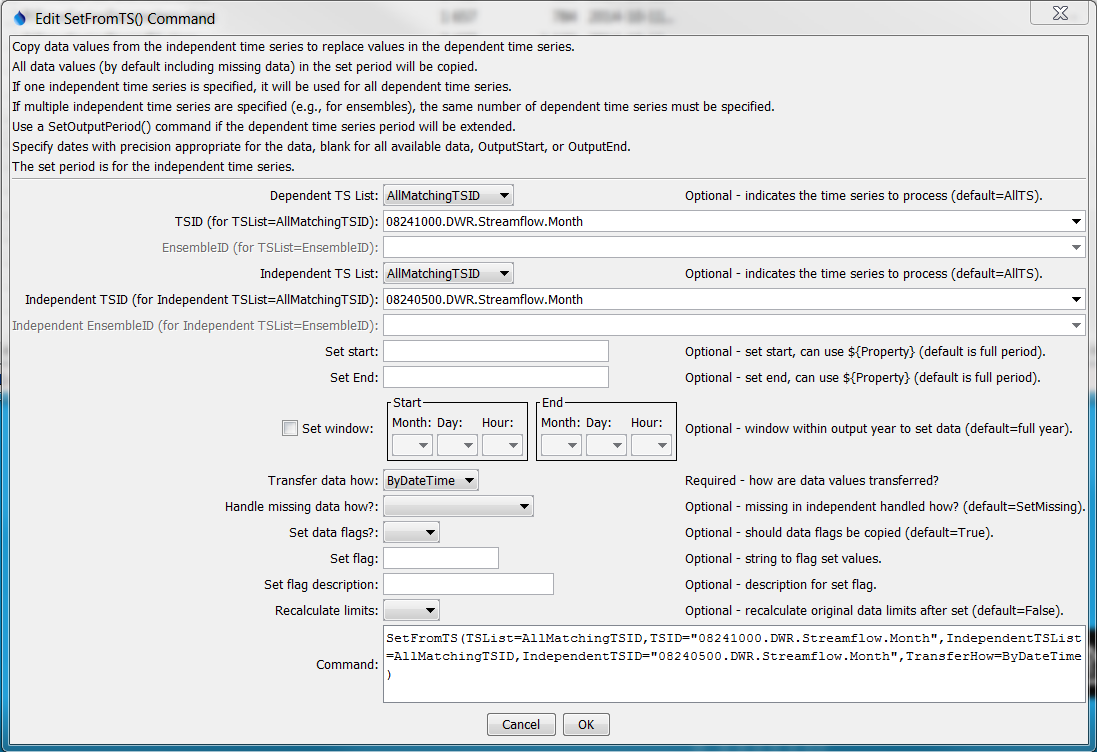 Edit SetFromTS() Command
Copy data values from the independent time series to replace values in the dependent time series.
All data values (by default including missing data) in the set period will be copied.
If one independent time series is specified, it will be used for all dependent time series.
If multiple independent time series are specified (e.g., for ensembles), the same number of dependent time series must be specified.
Use a SetOutputPeriod() command if the dependent time series period will be extended.
Specify dates with precision appropriate for the data, blank for all available data, OutputStart, or OutputEnd.
The set period is for the independent time series.
Dependent TS List: AllMatchingTSID Optional - indicates the time series to process (default=AllTS).
TSID (for TSList=AllMatchingTSID): 08241000.DWR.Streamflow.Month
EnsembleID (for TSList=EnsembleID):
Independent TS List: AllMatchingTSID Optional - indicates the time series to process (default=AllTS).
Independent TSID (for Independent TSList=AllMatchingTSID): 08240500.DWR.Streamflow.Month
Independent EnsembleID (for Independent TSList=EnsembleID):
Set start: Optional - set start, can use ${Property} (default is full period).
Set End: Optional - set end, can use ${Property} (default is full period).
Start End
Month: Day: Hour: Month: Day: Hour:
Set window: Optional - window within output year to set data (default=full year).
Transfer data how: ByDateTime Required - how are data values transferred?
Handle missing data how?: Optional - missing in independent handled how? (default=SetMissing).
Set data flags?: Optional - should data flags be copied (default=True).
Set flag: Optional - string to flag set values.
Set flag description: Optional - description for set flag.
Recalculate limits: Optional - recalculate original data limits after set (default=False).
Command: SetFromTS(TSList=AllMatchingTSID,TSID="08241000.DWR.Streamflow.Month",IndependentTSList
=AllMatchingTSID,IndependentTSID="08240500.DWR.Streamflow.Month",TransferHow=ByDateTime
)
Cancel OK